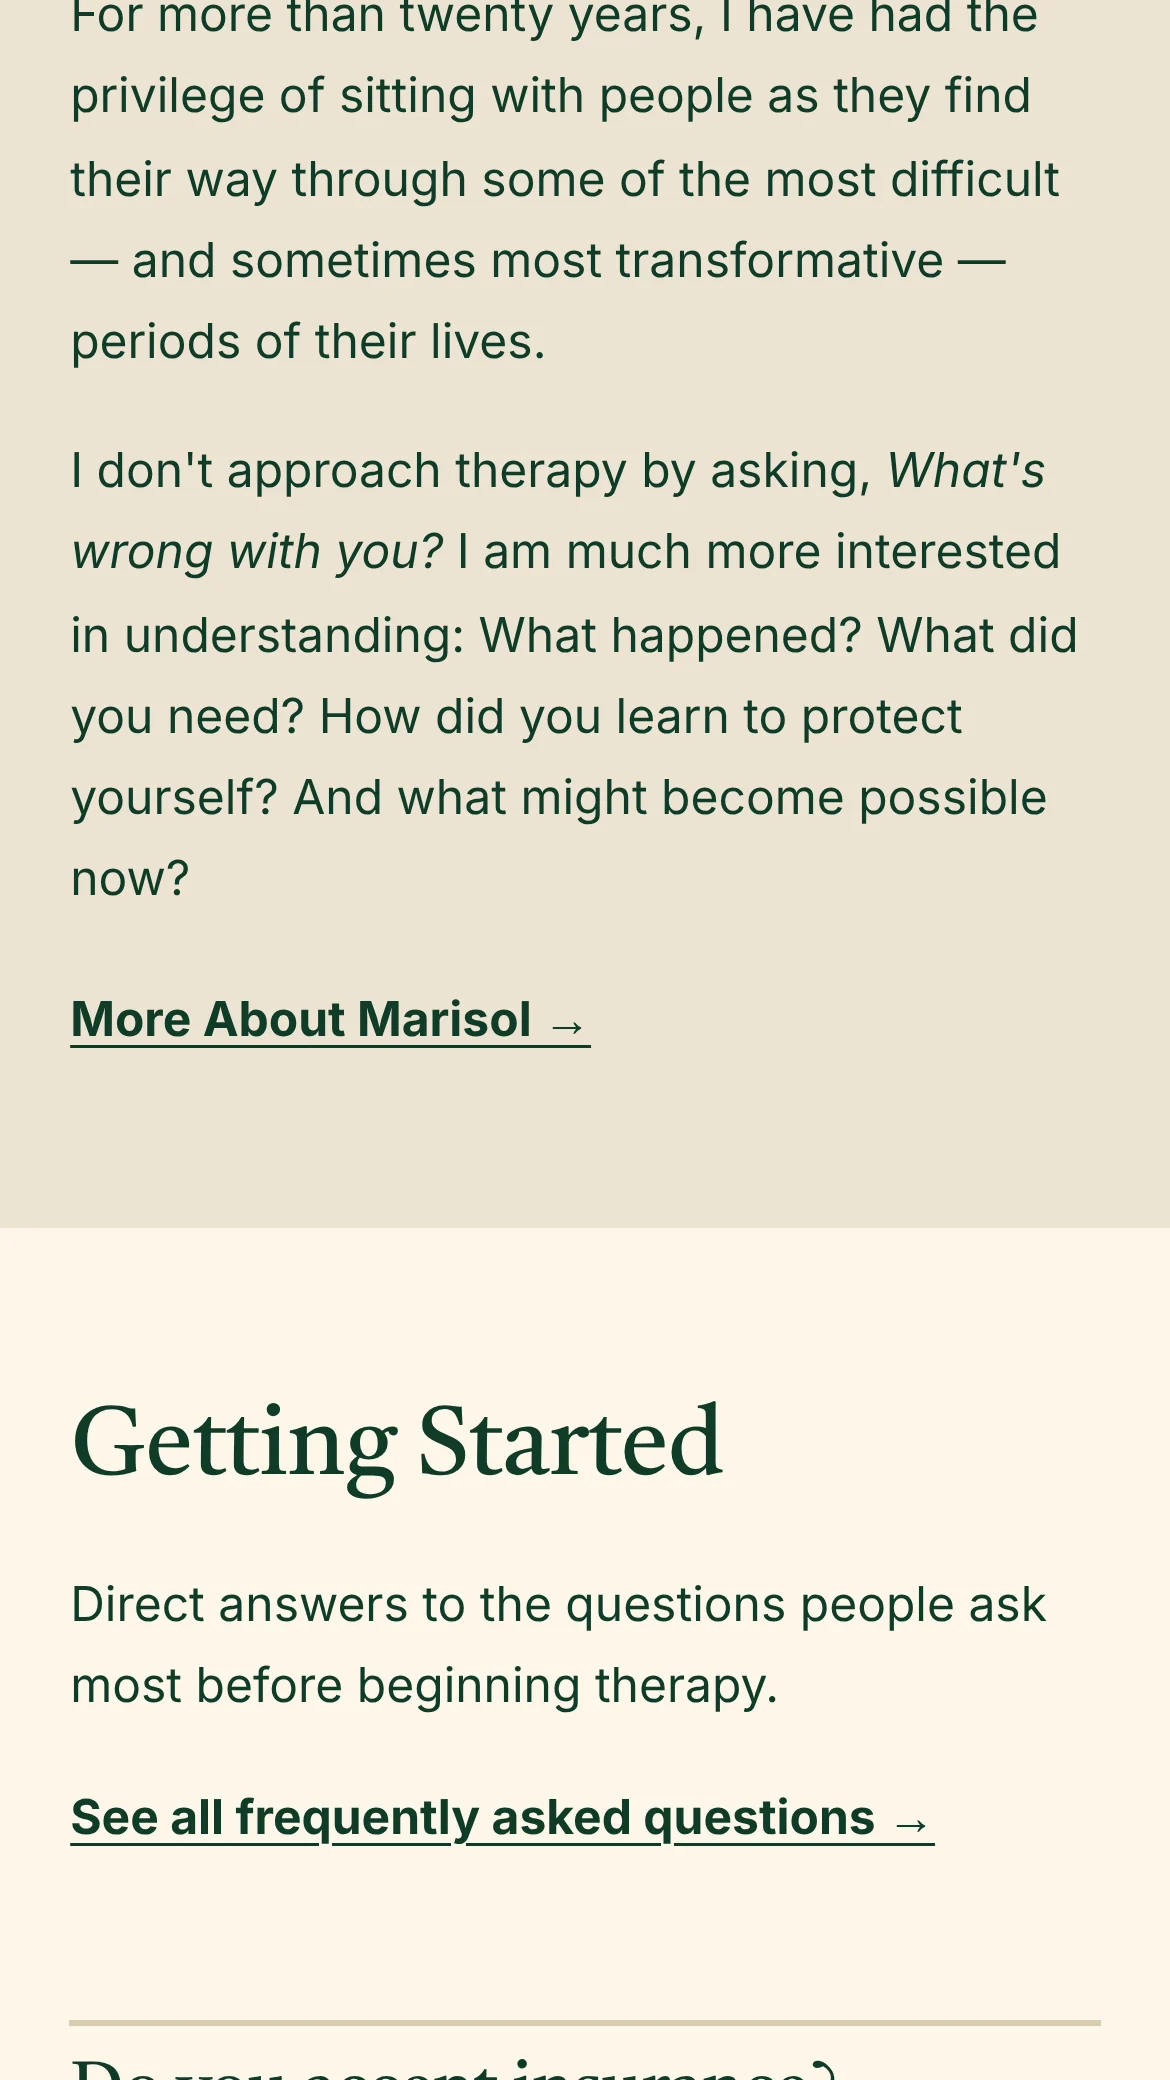 For more than twenty years, I have had the
privilege of sitting with people as they find
their way through some of the most difficult
— and sometimes most transformative —
periods of their lives.
I don't approach therapy by asking, What's
wrong with you? I am much more interested
in understanding: What happened? What did
you need? How did you learn to protect
yourself? And what might become possible
now?
More About Marisol →
Getting Started
Direct answers to the questions people ask
most before beginning therapy.
See all frequently asked questions →
Do you accept insurance?